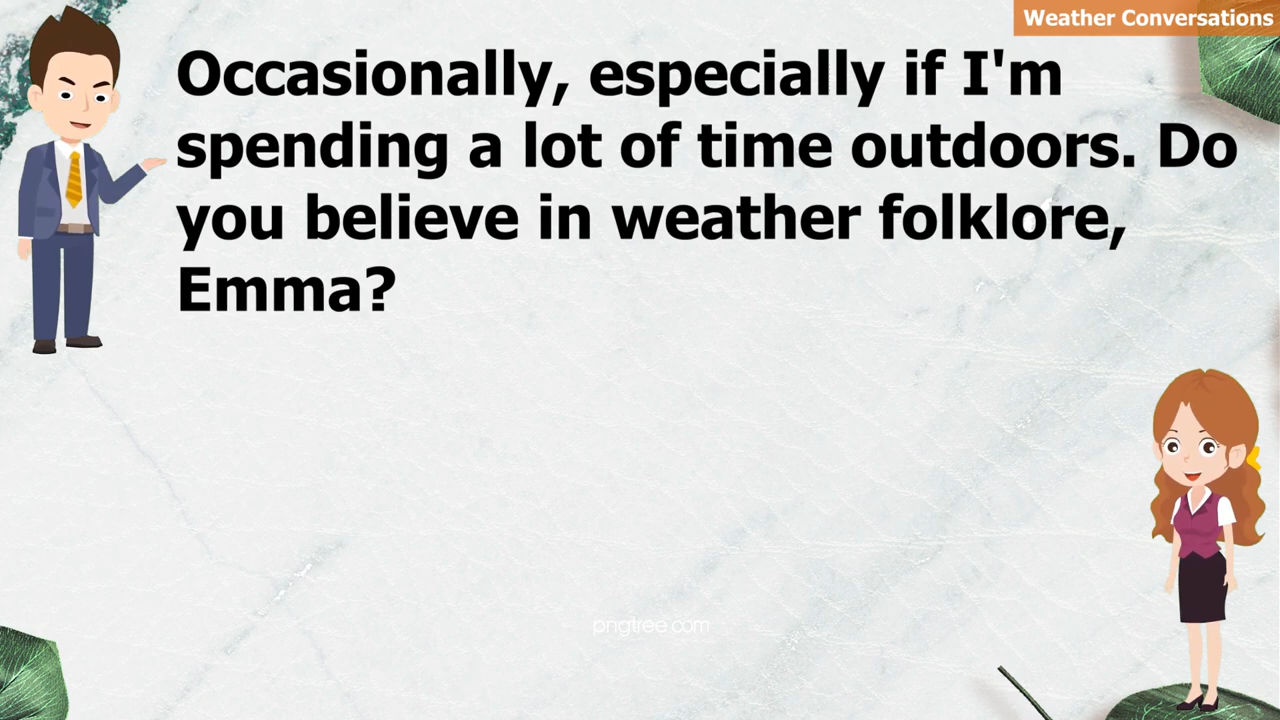 Weather Conversations
Occasionally, especially if I'm
spending a lot of time outdoors. Do
you believe in weather folklore,
Emma?
pngtree.com